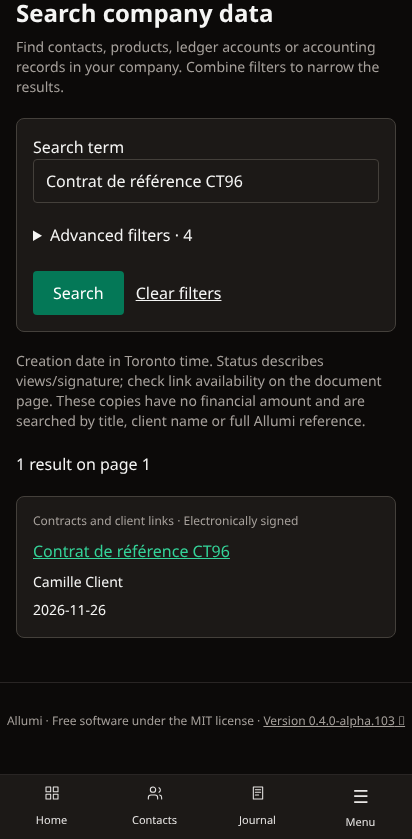 Search company data
Find contacts, products, ledger accounts or accounting
records in your company. Combine filters to narrow the
results.
Search term
Contrat de référence CT96
Advanced filters · 4
Search
Clear filters
Creation date in Toronto time. Status describes
views/signature; check link availability on the document
page. These copies have no financial amount and are
searched by title, client name or full Allumi reference.
1 result on page 1
Contracts and client links · Electronically signed
Contrat de référence CT96
Camille Client
2026-11-26
Allumi · Free software under the MIT license · Version 0.4.0-alpha.103
Home
Contacts
Journal
Menu